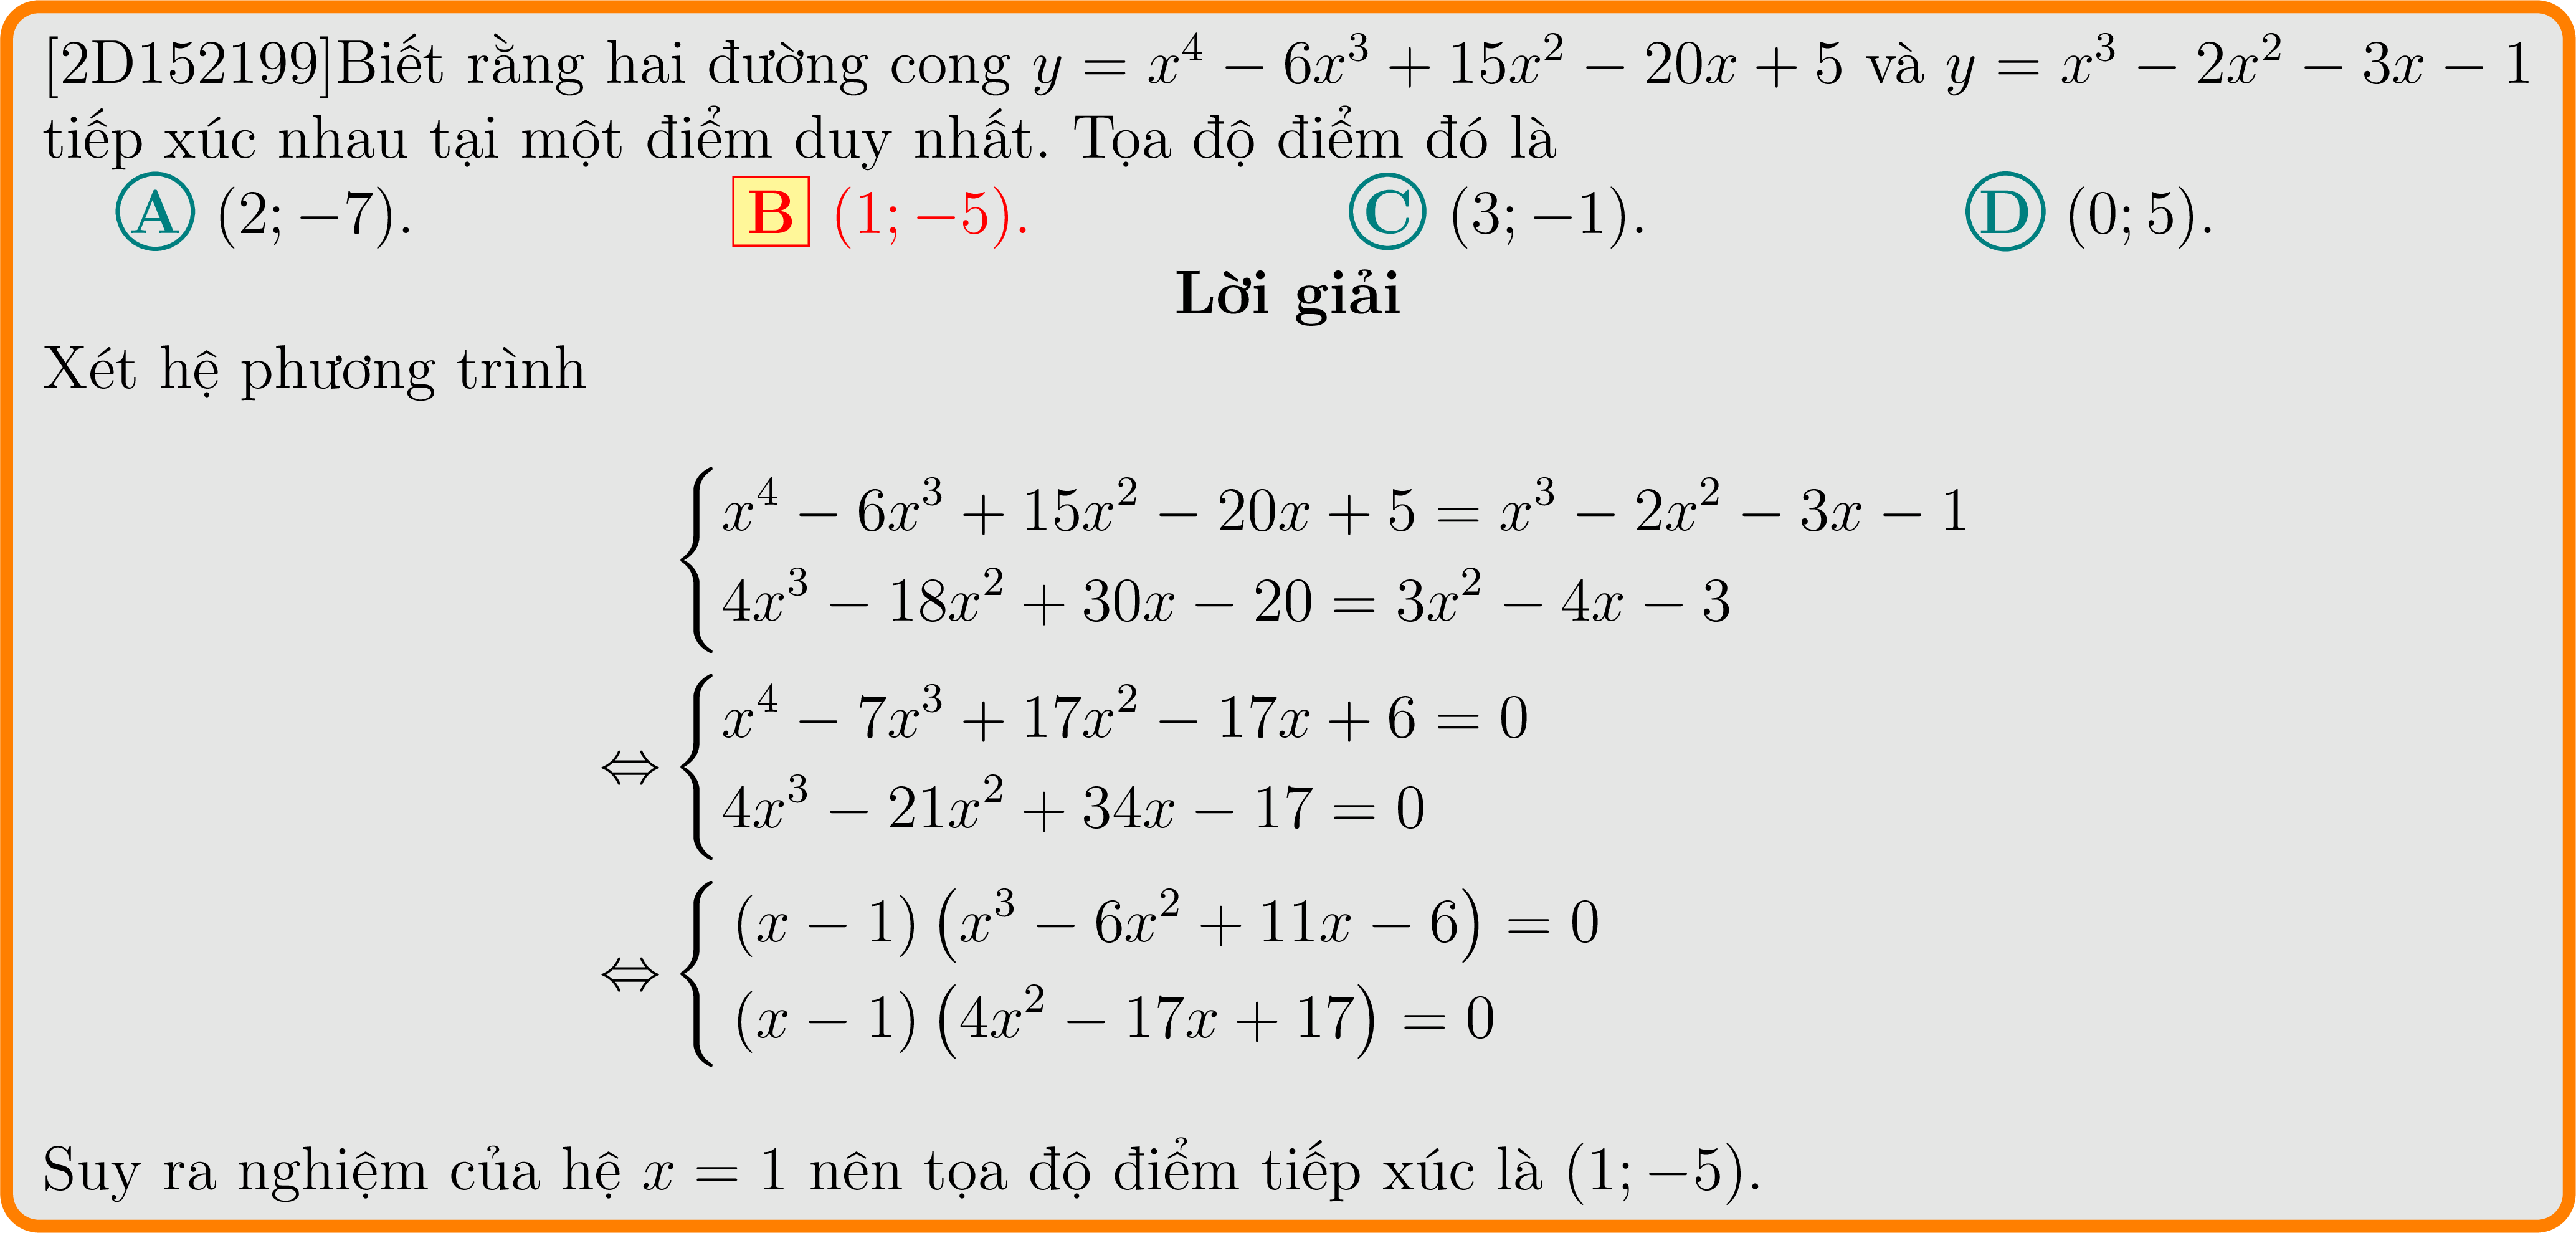 [2D152199]Biết rằng hai đường cong $y = x^4 - 6x^3 + 15x^2 - 20x + 5$ và $y = x^3 - 2x^2 - 3x - 1$
tiếp xúc nhau tại một điểm duy nhất. Tọa độ điểm đó là
A (2; −7). B (1; −5). C (3; −1). D (0; 5).
Lời giải
Xét hệ phương trình
$\begin{cases} x^4 - 6x^3 + 15x^2 - 20x + 5 = x^3 - 2x^2 - 3x - 1 \\ 4x^3 - 18x^2 + 30x - 20 = 3x^2 - 4x - 3 \end{cases}$
$\Leftrightarrow \begin{cases} x^4 - 7x^3 + 17x^2 - 17x + 6 = 0 \\ 4x^3 - 21x^2 + 34x - 17 = 0 \end{cases}$
$\Leftrightarrow \begin{cases} (x - 1)(x^3 - 6x^2 + 11x - 6) = 0 \\ (x - 1)(4x^2 - 17x + 17) = 0 \end{cases}$
Suy ra nghiệm của hệ $x = 1$ nên tọa độ điểm tiếp xúc là (1; −5).